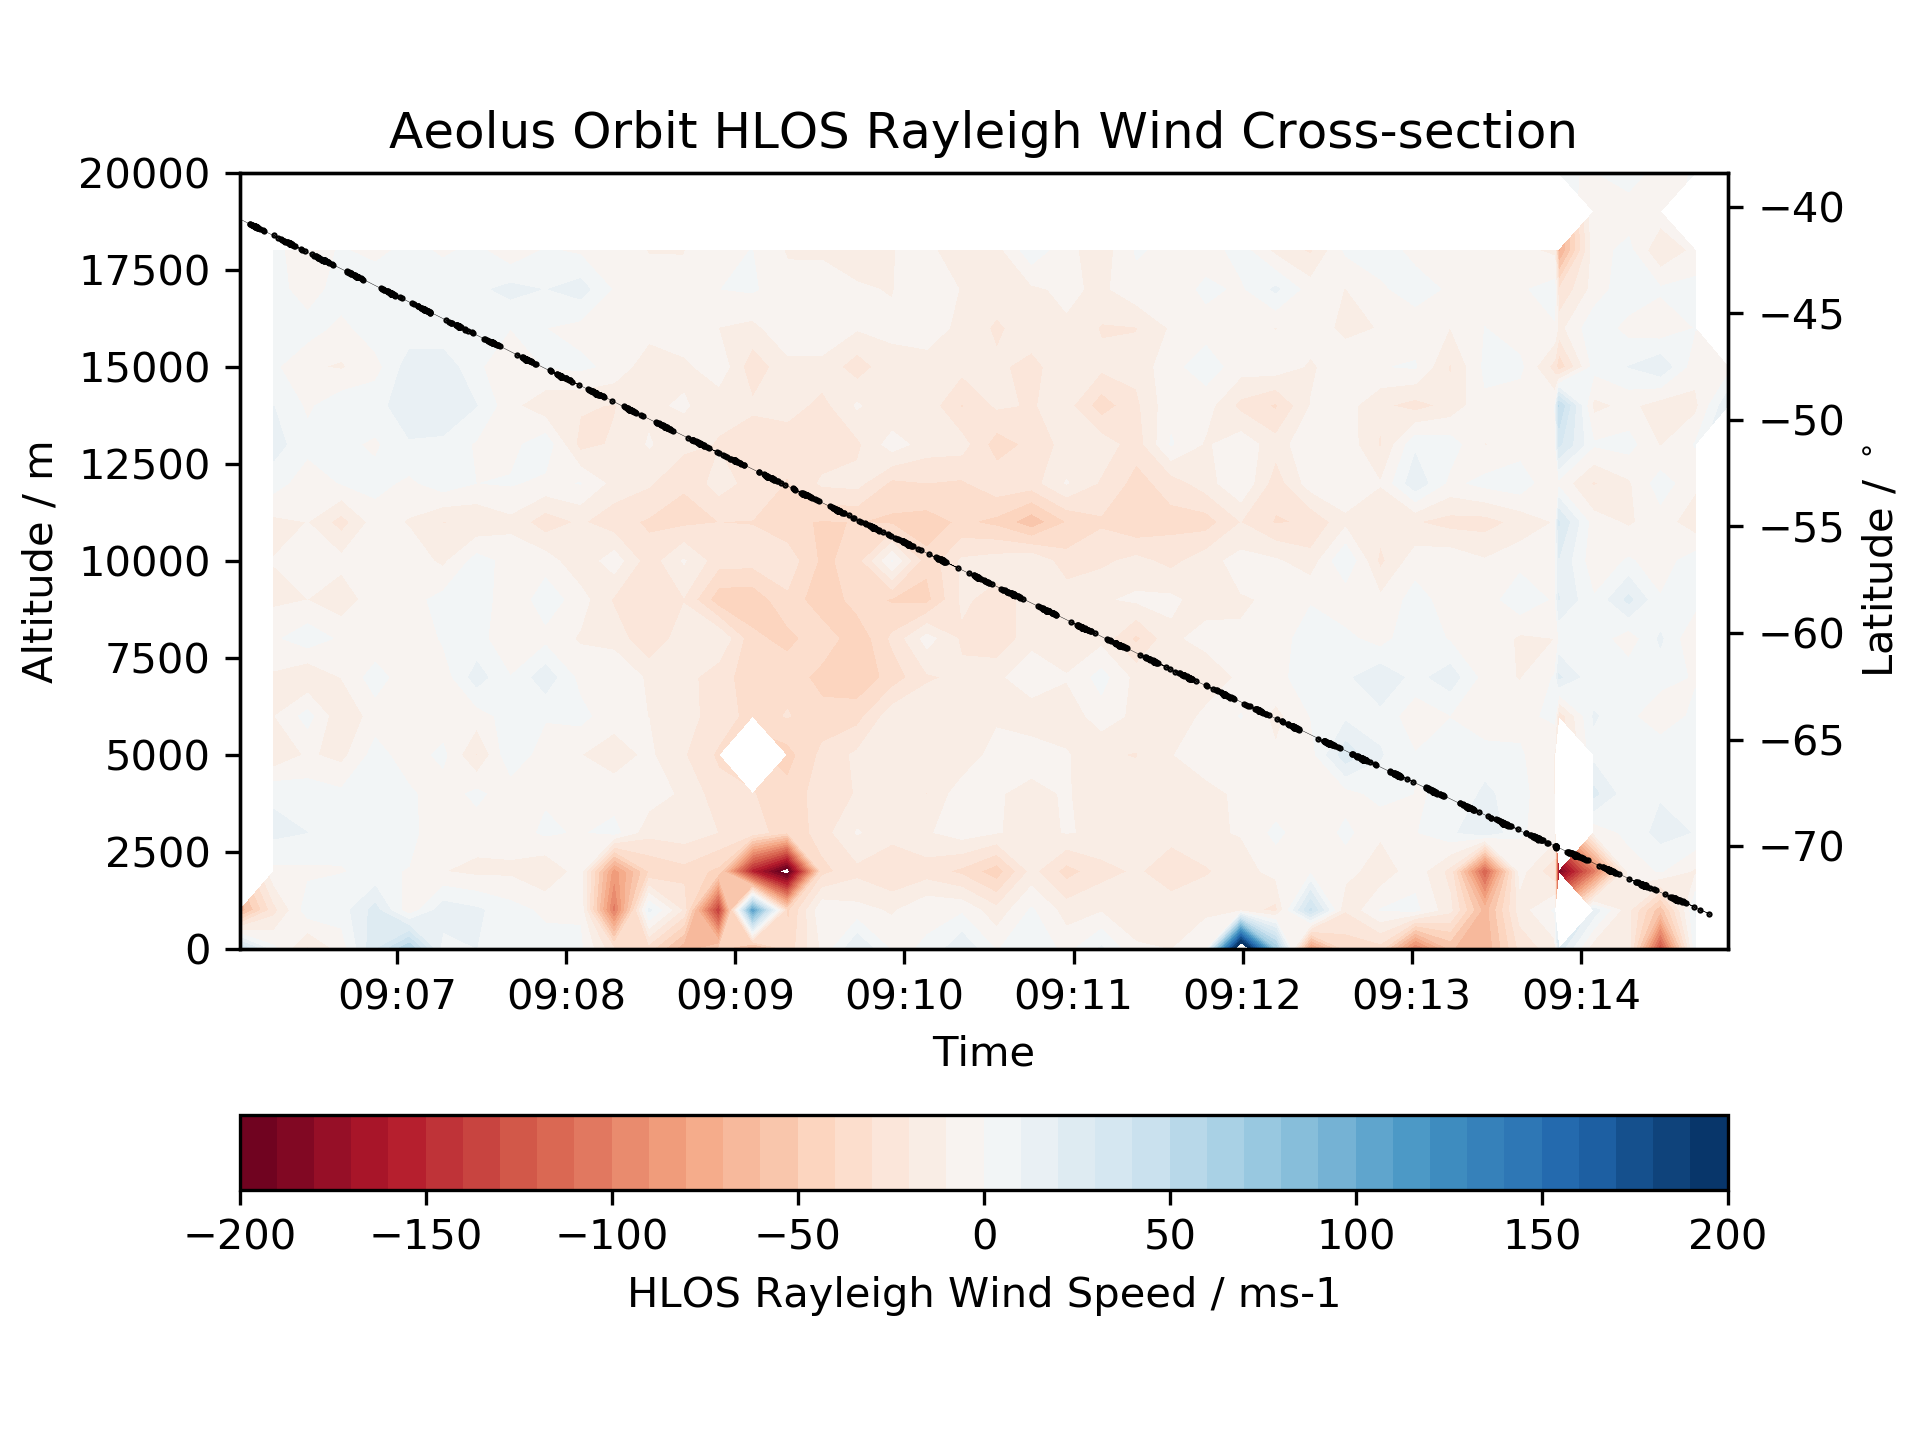 Aeolus Orbit HLOS Rayleigh Wind Cross-section
20000
17500
15000
12500
10000
7500
5000
2500
0
Altitude / m
−40
−45
−50
−55
−60
−65
−70
Latitude / °
09:07 09:08 09:09 09:10 09:11 09:12 09:13 09:14
Time
−200 −150 −100 −50 0 50 100 150 200
HLOS Rayleigh Wind Speed / ms-1